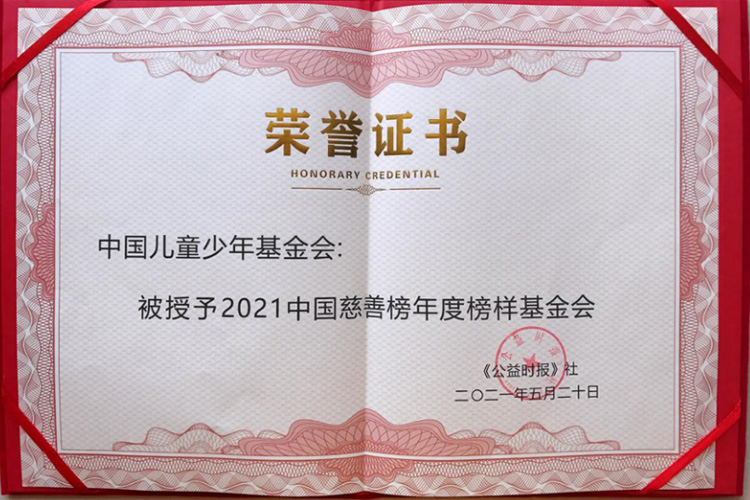 荣誉证书
HONORARY CREDENTIAL
中国儿童少年基金会:
被授予2021中国慈善榜年度榜样基金会
《公益时报》社
二〇二一年五月二十日